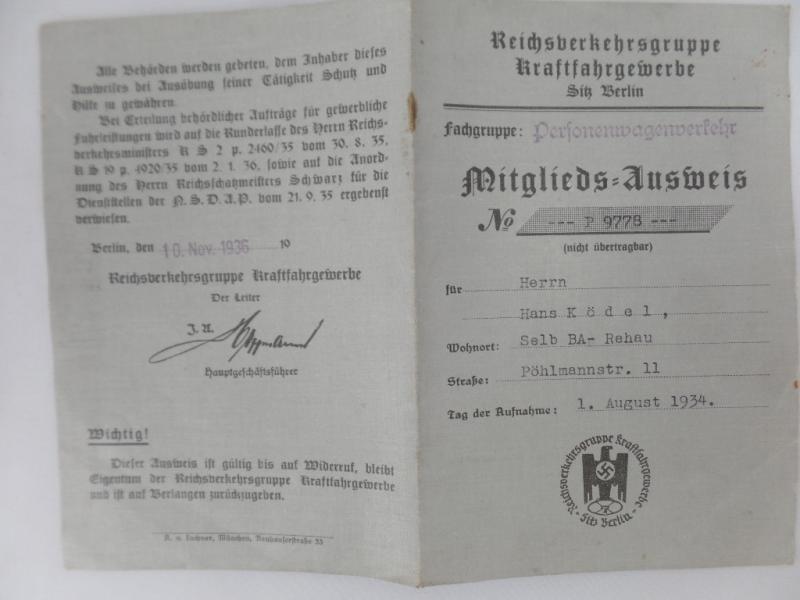 Alle Behörden werden gebeten, dem Inhaber dieses
Ausweises bei Ausübung seiner Tätigkeit Schutz und
Hilfe zu gewähren.
Bei Erteilung behördlicher Aufträge für gewerbliche
Fuhrleistungen wird auf die Runderlasse des Herrn Reichs-
verkehrsministers K S 2 p. 2460/35 vom 30. 8. 35,
K S 19 p. 4920/35 vom 2. 1. 36, sowie auf die Anord-
nung des Herrn Reichsschatzmeisters Schwarz für die
Dienststellen der N. S. D. A. P. vom 21. 9. 35 ergebenst
verwiesen.
Berlin, den 10. Nov. 1936 19
Reichsverkehrsgruppe Kraftfahrgewerbe
Der Leiter
J. A.
Hauptgeschäftsführer
Wichtig!
Dieser Ausweis ist gültig bis auf Widerruf, bleibt
Eigentum der Reichsverkehrsgruppe Kraftfahrgewerbe
und ist auf Verlangen zurückzugeben.
München,
Reichsverkehrsgruppe
Kraftfahrgewerbe
Sitz Berlin
Fachgruppe: Personenwagenverkehr
Mitglieds-Ausweis
No --- P 9778 ---
(nicht übertragbar)
für Herrn
Hans K ö d e l ,
Wohnort: Selb BA- Rehau
Straße: Pöhlmannstr. 11
Tag der Aufnahme: 1. August 1934.
Reichsverkehrsgruppe Kraftfahrgewerbe
- Sitz Berlin -